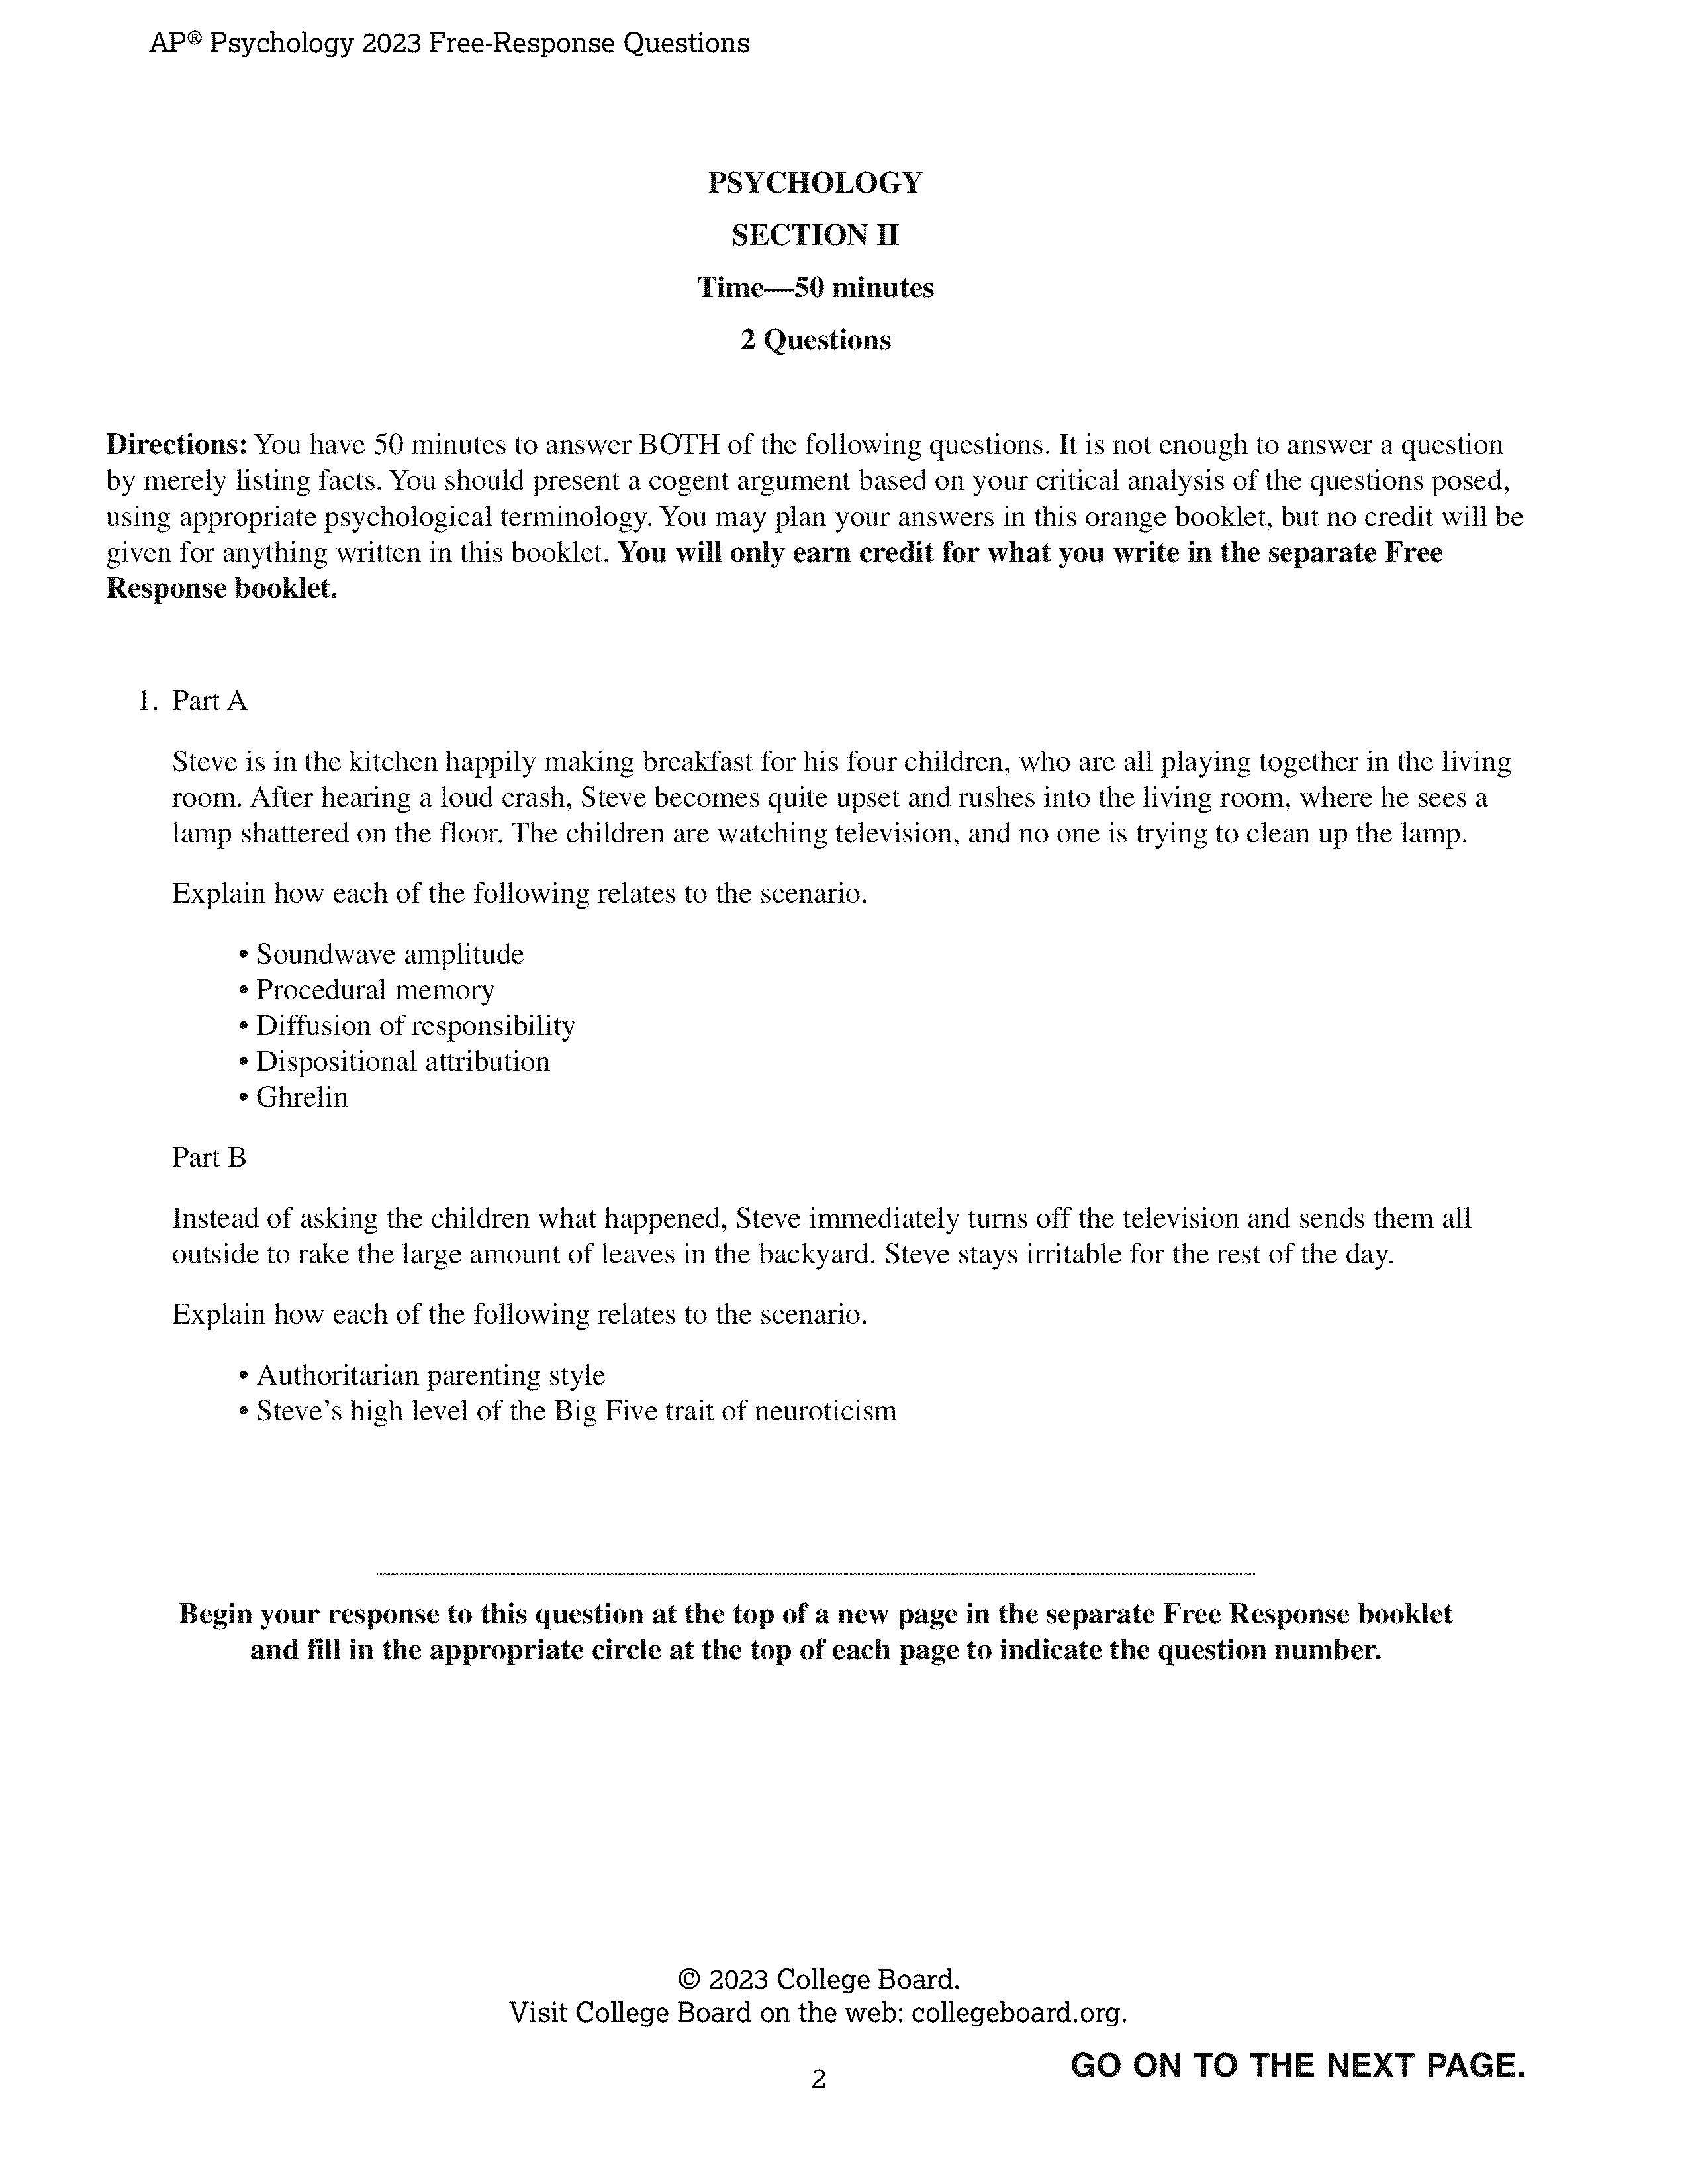 AP® Psychology 2023 Free-Response Questions
PSYCHOLOGY
SECTION II
Time—50 minutes
2 Questions
Directions: You have 50 minutes to answer BOTH of the following questions. It is not enough to answer a question
by merely listing facts. You should present a cogent argument based on your critical analysis of the questions posed,
using appropriate psychological terminology. You may plan your answers in this orange booklet, but no credit will be
given for anything written in this booklet. You will only earn credit for what you write in the separate Free
Response booklet.
1. Part A
Steve is in the kitchen happily making breakfast for his four children, who are all playing together in the living
room. After hearing a loud crash, Steve becomes quite upset and rushes into the living room, where he sees a
lamp shattered on the floor. The children are watching television, and no one is trying to clean up the lamp.
Explain how each of the following relates to the scenario.
• Soundwave amplitude
• Procedural memory
• Diffusion of responsibility
• Dispositional attribution
• Ghrelin
Part B
Instead of asking the children what happened, Steve immediately turns off the television and sends them all
outside to rake the large amount of leaves in the backyard. Steve stays irritable for the rest of the day.
Explain how each of the following relates to the scenario.
• Authoritarian parenting style
• Steve's high level of the Big Five trait of neuroticism
Begin your response to this question at the top of a new page in the separate Free Response booklet
and fill in the appropriate circle at the top of each page to indicate the question number.
© 2023 College Board.
Visit College Board on the web: collegeboard.org.
GO ON TO THE NEXT PAGE.
2